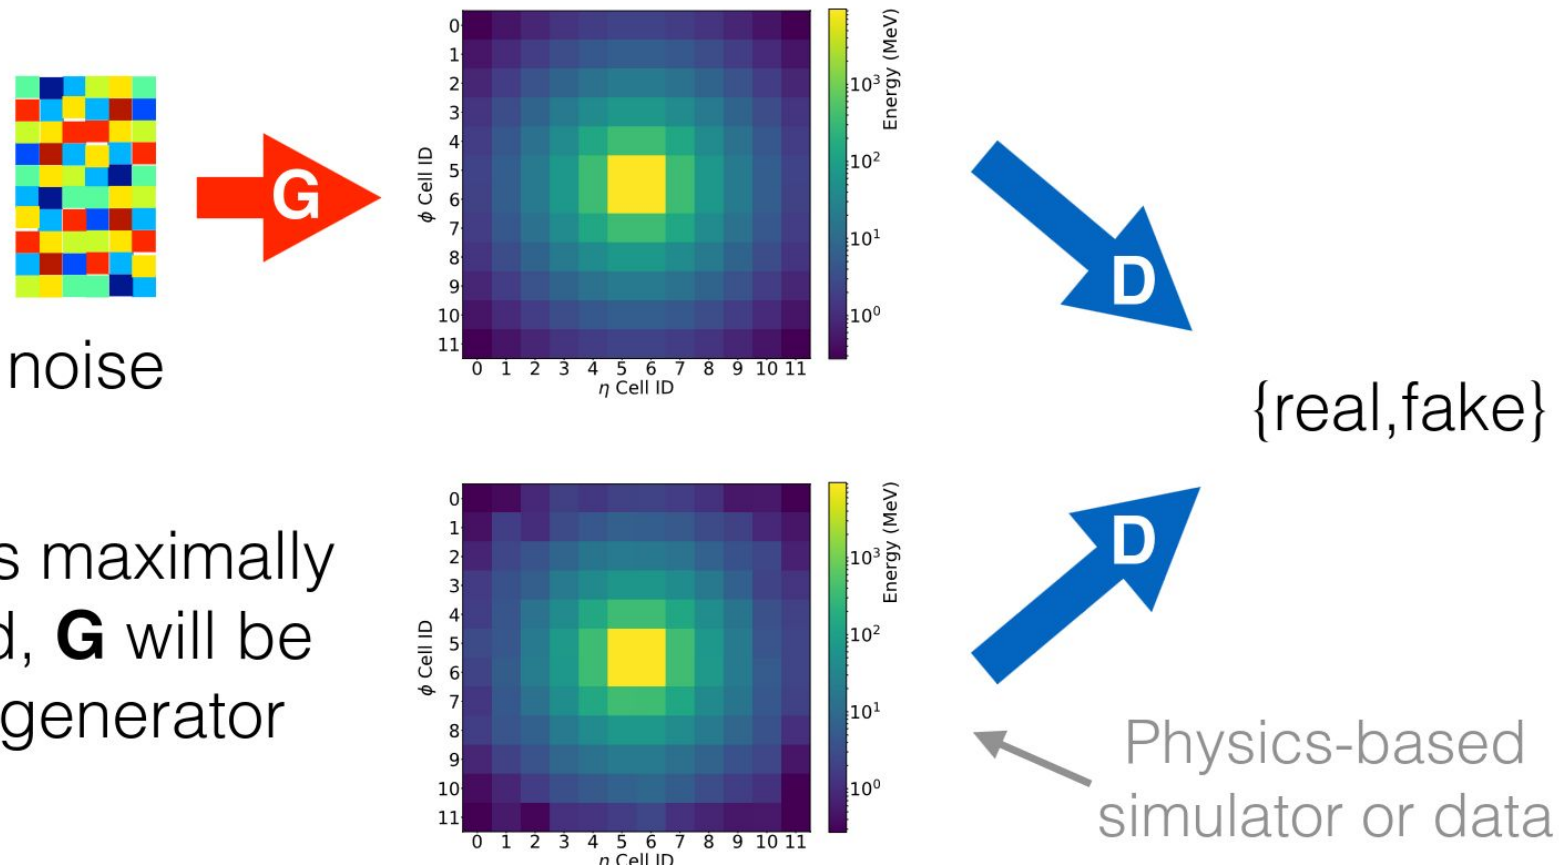 0
1
2
3
4
5
6
7
8
9
10
11
ϕ Cell ID
0 1 2 3 4 5 6 7 8 9 10 11
η Cell ID
10³
10²
10¹
10⁰
Energy (MeV)
G
noise
D
{real,fake}
s maximally
d, G will be
generator
0
1
2
3
4
5
6
7
8
9
10
11
ϕ Cell ID
0 1 2 3 4 5 6 7 8 9 10 11
η Cell ID
10³
10²
10¹
10⁰
Energy (MeV)
D
Physics-based
simulator or data